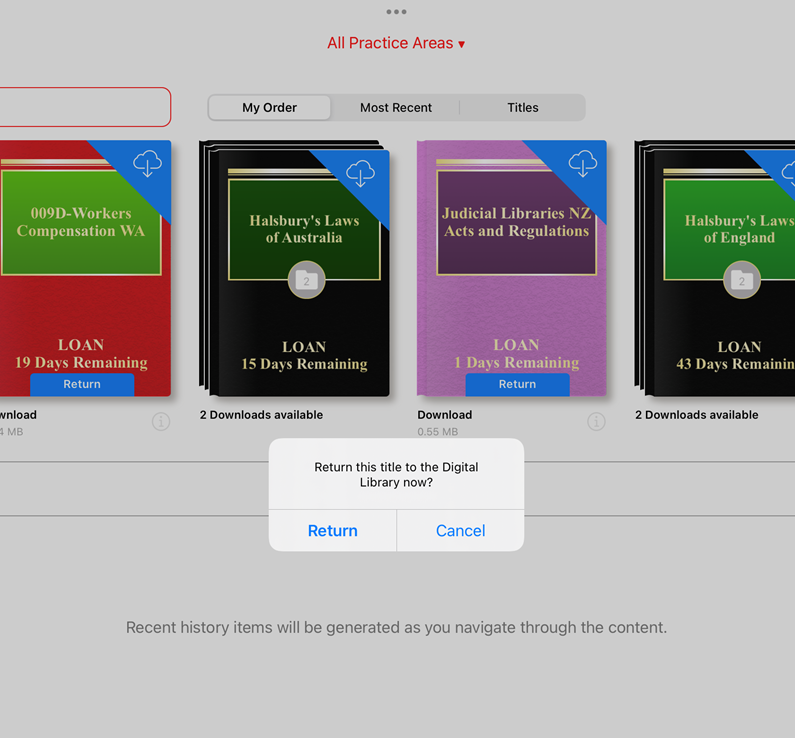 All Practice Areas ▾
My Order
Most Recent
Titles
009D-Workers
Compensation WA
LOAN
19 Days Remaining
Return
Halsbury's Laws
of Australia
2
LOAN
15 Days Remaining
Judicial Libraries NZ
Acts and Regulations
LOAN
1 Days Remaining
Return
Halsbury's Laws
of England
2
LOAN
43 Days Remainin
wnload
4 MB
2 Downloads available
Download
0.55 MB
2 Downloads available
Return this title to the Digital
Library now?
Return
Cancel
Recent history items will be generated as you navigate through the content.